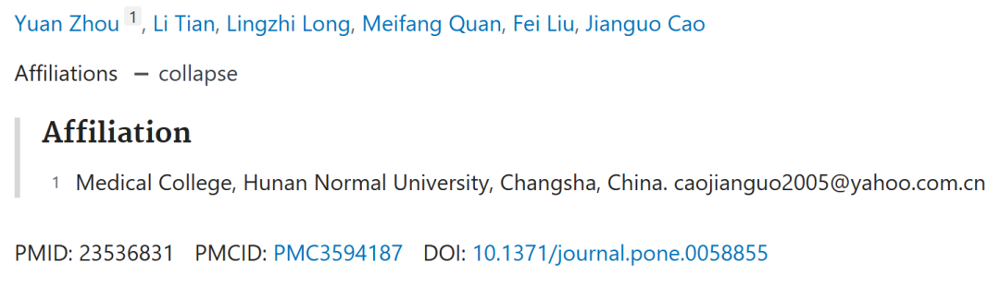 Yuan Zhou 1, Li Tian, Lingzhi Long, Meifang Quan, Fei Liu, Jianguo Cao
Affiliations — collapse
Affiliation
1 Medical College, Hunan Normal University, Changsha, China. caojianguo2005@yahoo.com.cn
PMID: 23536831 PMCID: PMC3594187 DOI: 10.1371/journal.pone.0058855